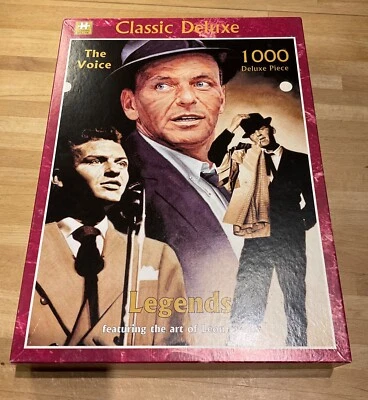 H
Classic Deluxe
The
Voice
1000
Deluxe Piece
Legends
featuring the art of